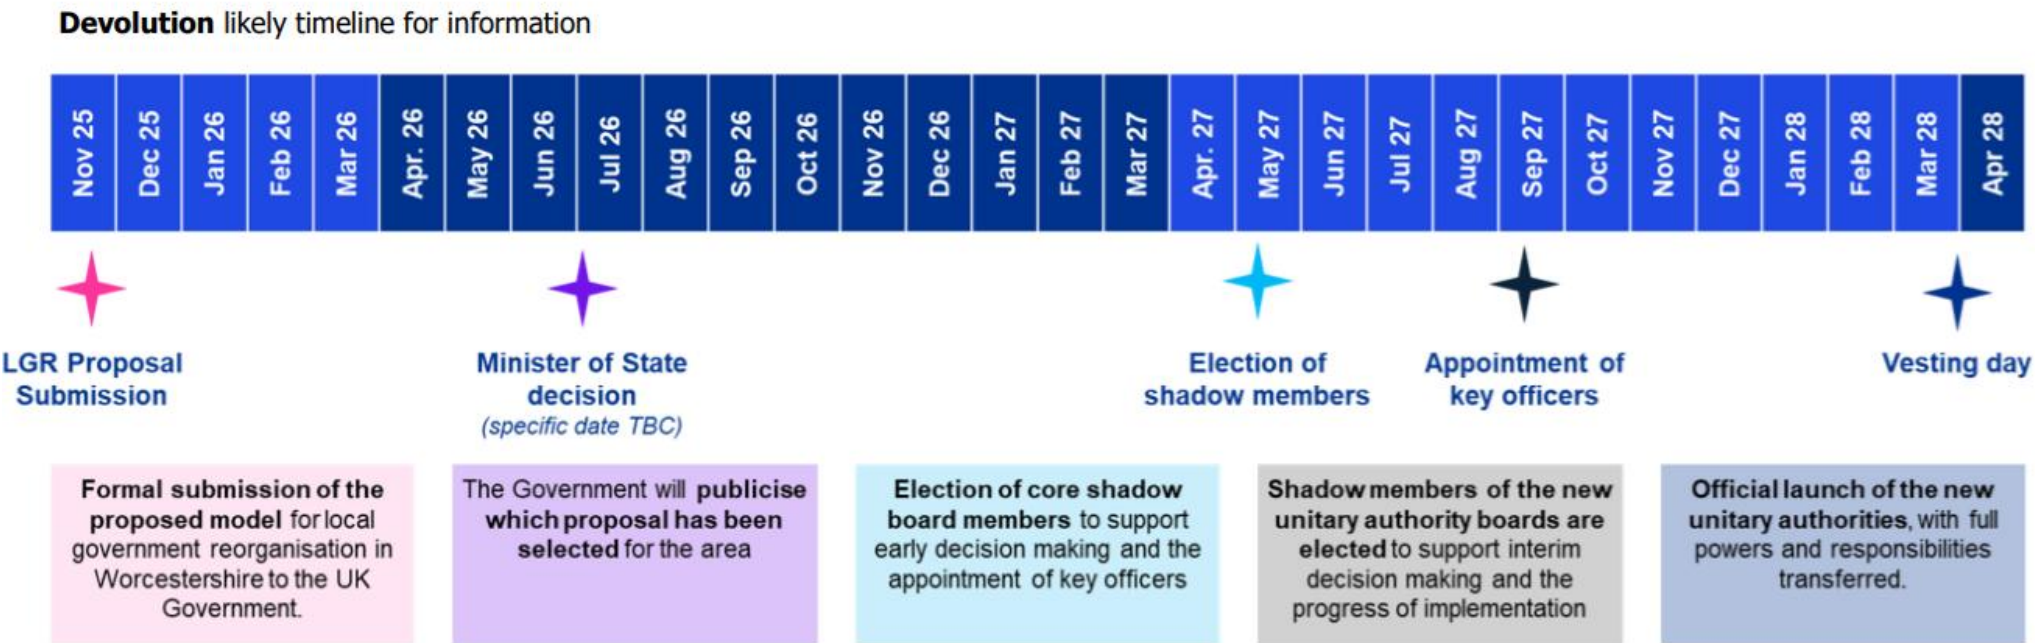 Devolution likely timeline for information
Nov 25
Dec 25
Jan 26
Feb 26
Mar 26
Apr. 26
May 26
Jun 26
Jul 26
Aug 26
Sep 26
Oct 26
Nov 26
Dec 26
Jan 27
Feb 27
Mar 27
Apr. 27
May 27
Jun 27
Jul 27
Aug 27
Sep 27
Oct 27
Nov 27
Dec 27
Jan 28
Feb 28
Mar 28
Apr 28
LGR Proposal
Submission
Minister of State
decision
(specific date TBC)
Election of
shadow members
Appointment of
key officers
Vesting day
Formal submission of the
proposed model for local
government reorganisation in
Worcestershire to the UK
Government.
The Government will publicise
which proposal has been
selected for the area
Election of core shadow
board members to support
early decision making and the
appointment of key officers
Shadow members of the new
unitary authority boards are
elected to support interim
decision making and the
progress of implementation
Official launch of the new
unitary authorities, with full
powers and responsibilities
transferred.